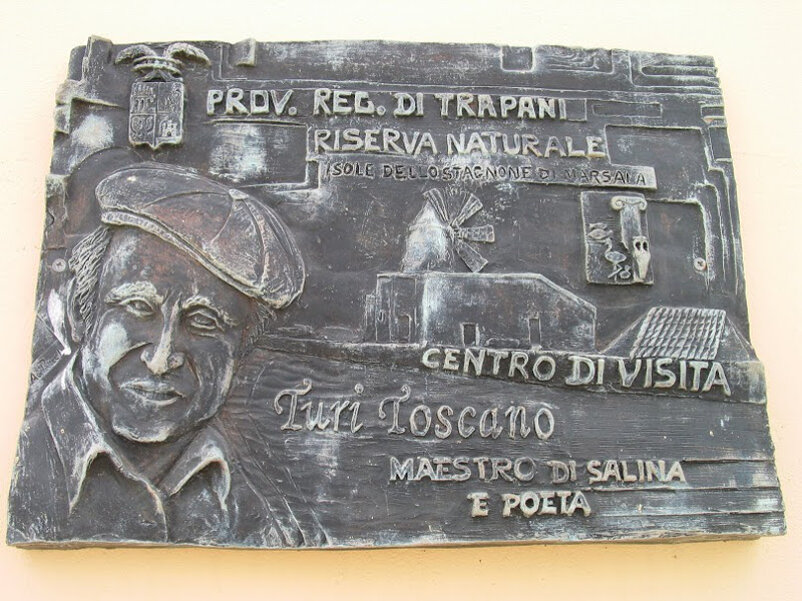 PROV. REG. DI TRAPANI
RISERVA NATURALE
ISOLE DELLO STAGNONE DI MARSALA
CENTRO DI VISITA
Turi Toscano
MAESTRO DI SALINA
E POETA